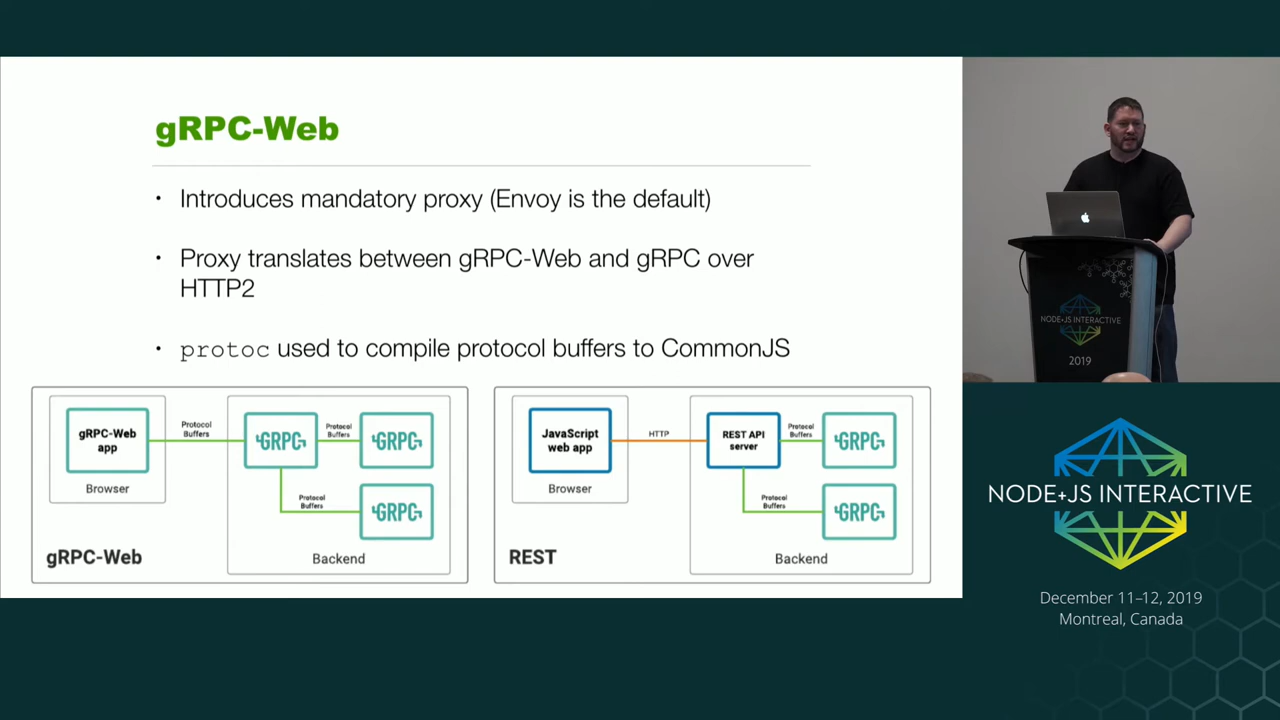 gRPC-Web
• Introduces mandatory proxy (Envoy is the default)
• Proxy translates between gRPC-Web and gRPC over
HTTP2
• protoc used to compile protocol buffers to CommonJS
gRPC-Web
app
Browser
Protocol
Buffers
GRPC
Protocol
Buffers
GRPC
Protocol
Buffers
GRPC
Backend
gRPC-Web
JavaScript
web app
Browser
HTTP
REST API
server
Protocol
Buffers
GRPC
Protocol
Buffers
GRPC
Backend
REST
NODE+JS INTERACTIVE
2019
NODE+JS INTERACTIVE
December 11–12, 2019
Montreal, Canada